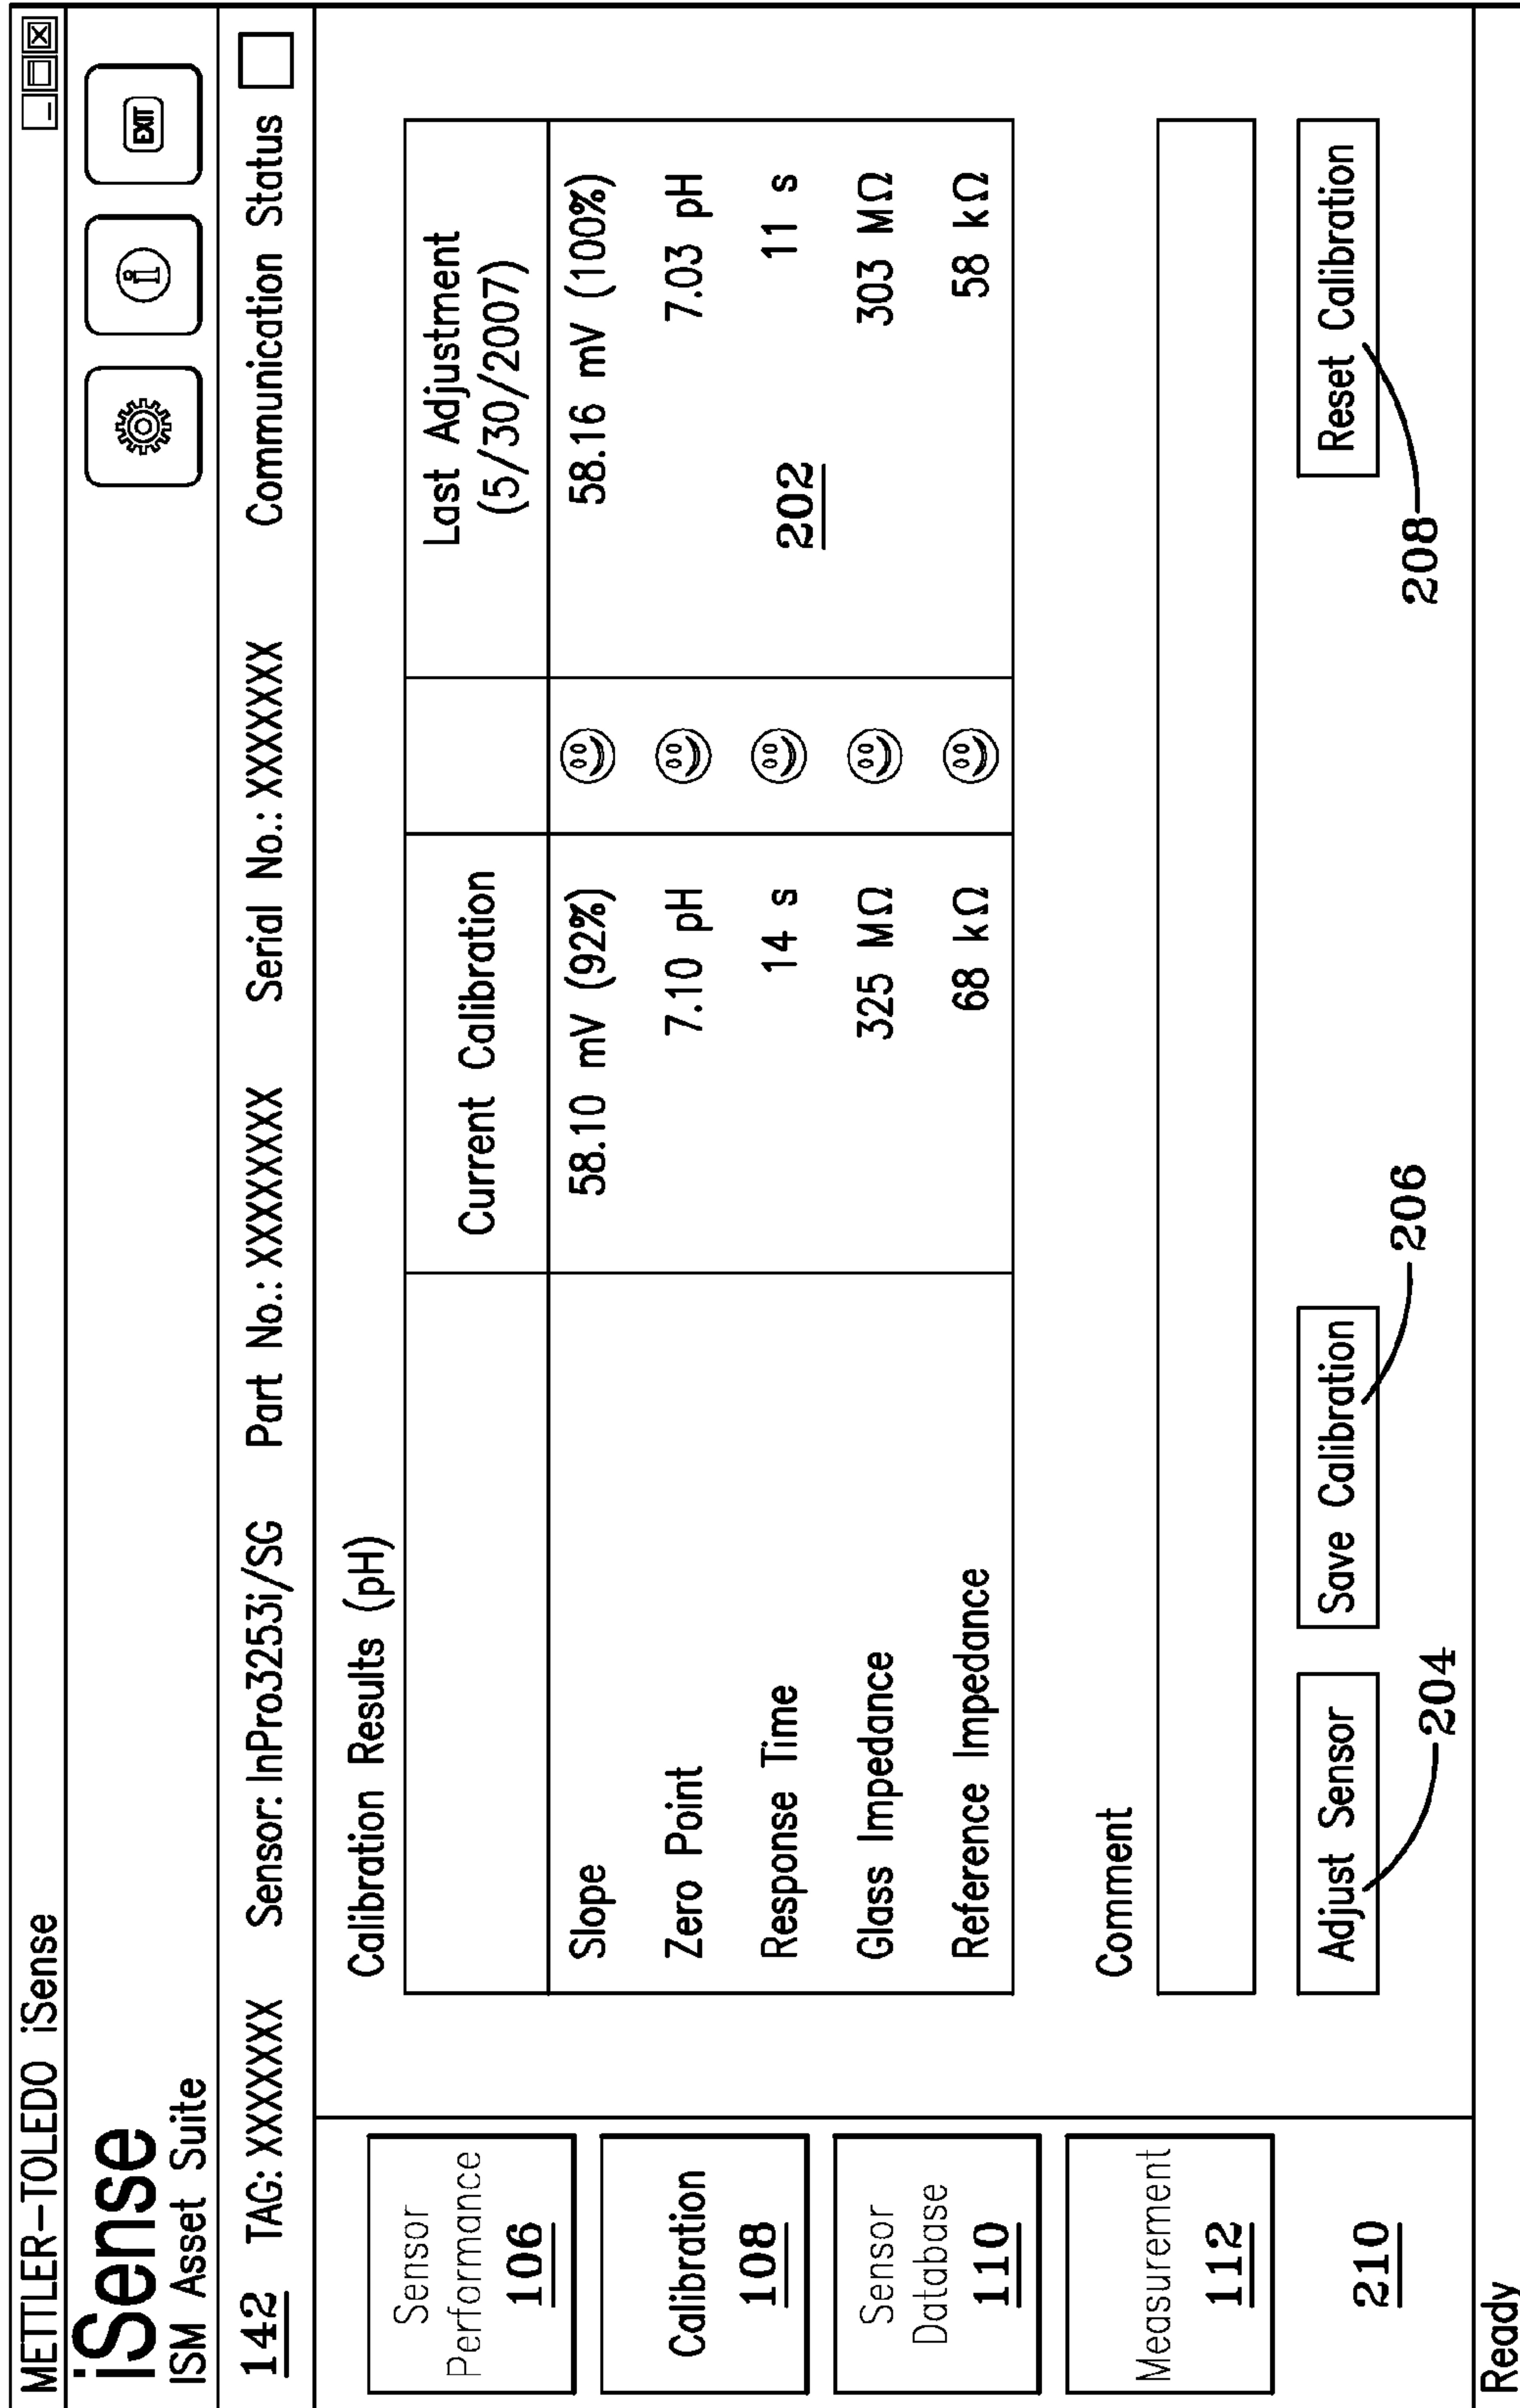 METTLER-TOLEDO iSense
iSense
ISM Asset Suite
EXIT
142 TAG: XXXXXXX Sensor: InPro3253i/SG Part No.: XXXXXXXX Serial No.: XXXXXXX Communication Status
Sensor
Performance
106
Calibration
108
Sensor
Database
110
Measurement
112
210
Calibration Results (pH)
Current Calibration
Last Adjustment
(5/30/2007)
Slope 58.10 mV (92%) 58.16 mV (100%)
Zero Point 7.10 pH 7.03 pH
Response Time 14 s 11 s
202
Glass Impedance 325 MΩ 303 MΩ
Reference Impedance 68 kΩ 58 kΩ
Comment
Adjust Sensor Save Calibration Reset Calibration
204 206 208
Ready